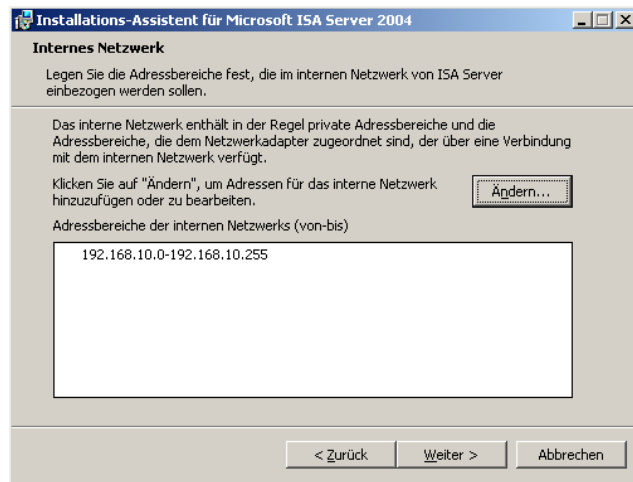 Installations-Assistent für Microsoft ISA Server 2004
Internes Netzwerk
Legen Sie die Adressbereiche fest, die im internen Netzwerk von ISA Server
einbezogen werden sollen.
Das interne Netzwerk enthält in der Regel private Adressbereiche und die
Adressbereiche, die dem Netzwerkadapter zugeordnet sind, der über eine Verbindung
mit dem internen Netzwerk verfügt.
Klicken Sie auf "Ändern", um Adressen für das interne Netzwerk
hinzuzufügen oder zu bearbeiten.
Ändern...
Adressbereiche der internen Netzwerks (von-bis)
192.168.10.0-192.168.10.255
< Zurück
Weiter >
Abbrechen